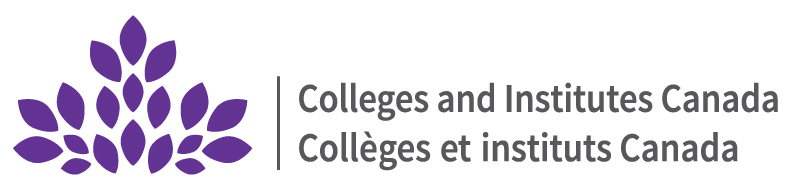 Colleges and Institutes Canada
Collèges et instituts Canada